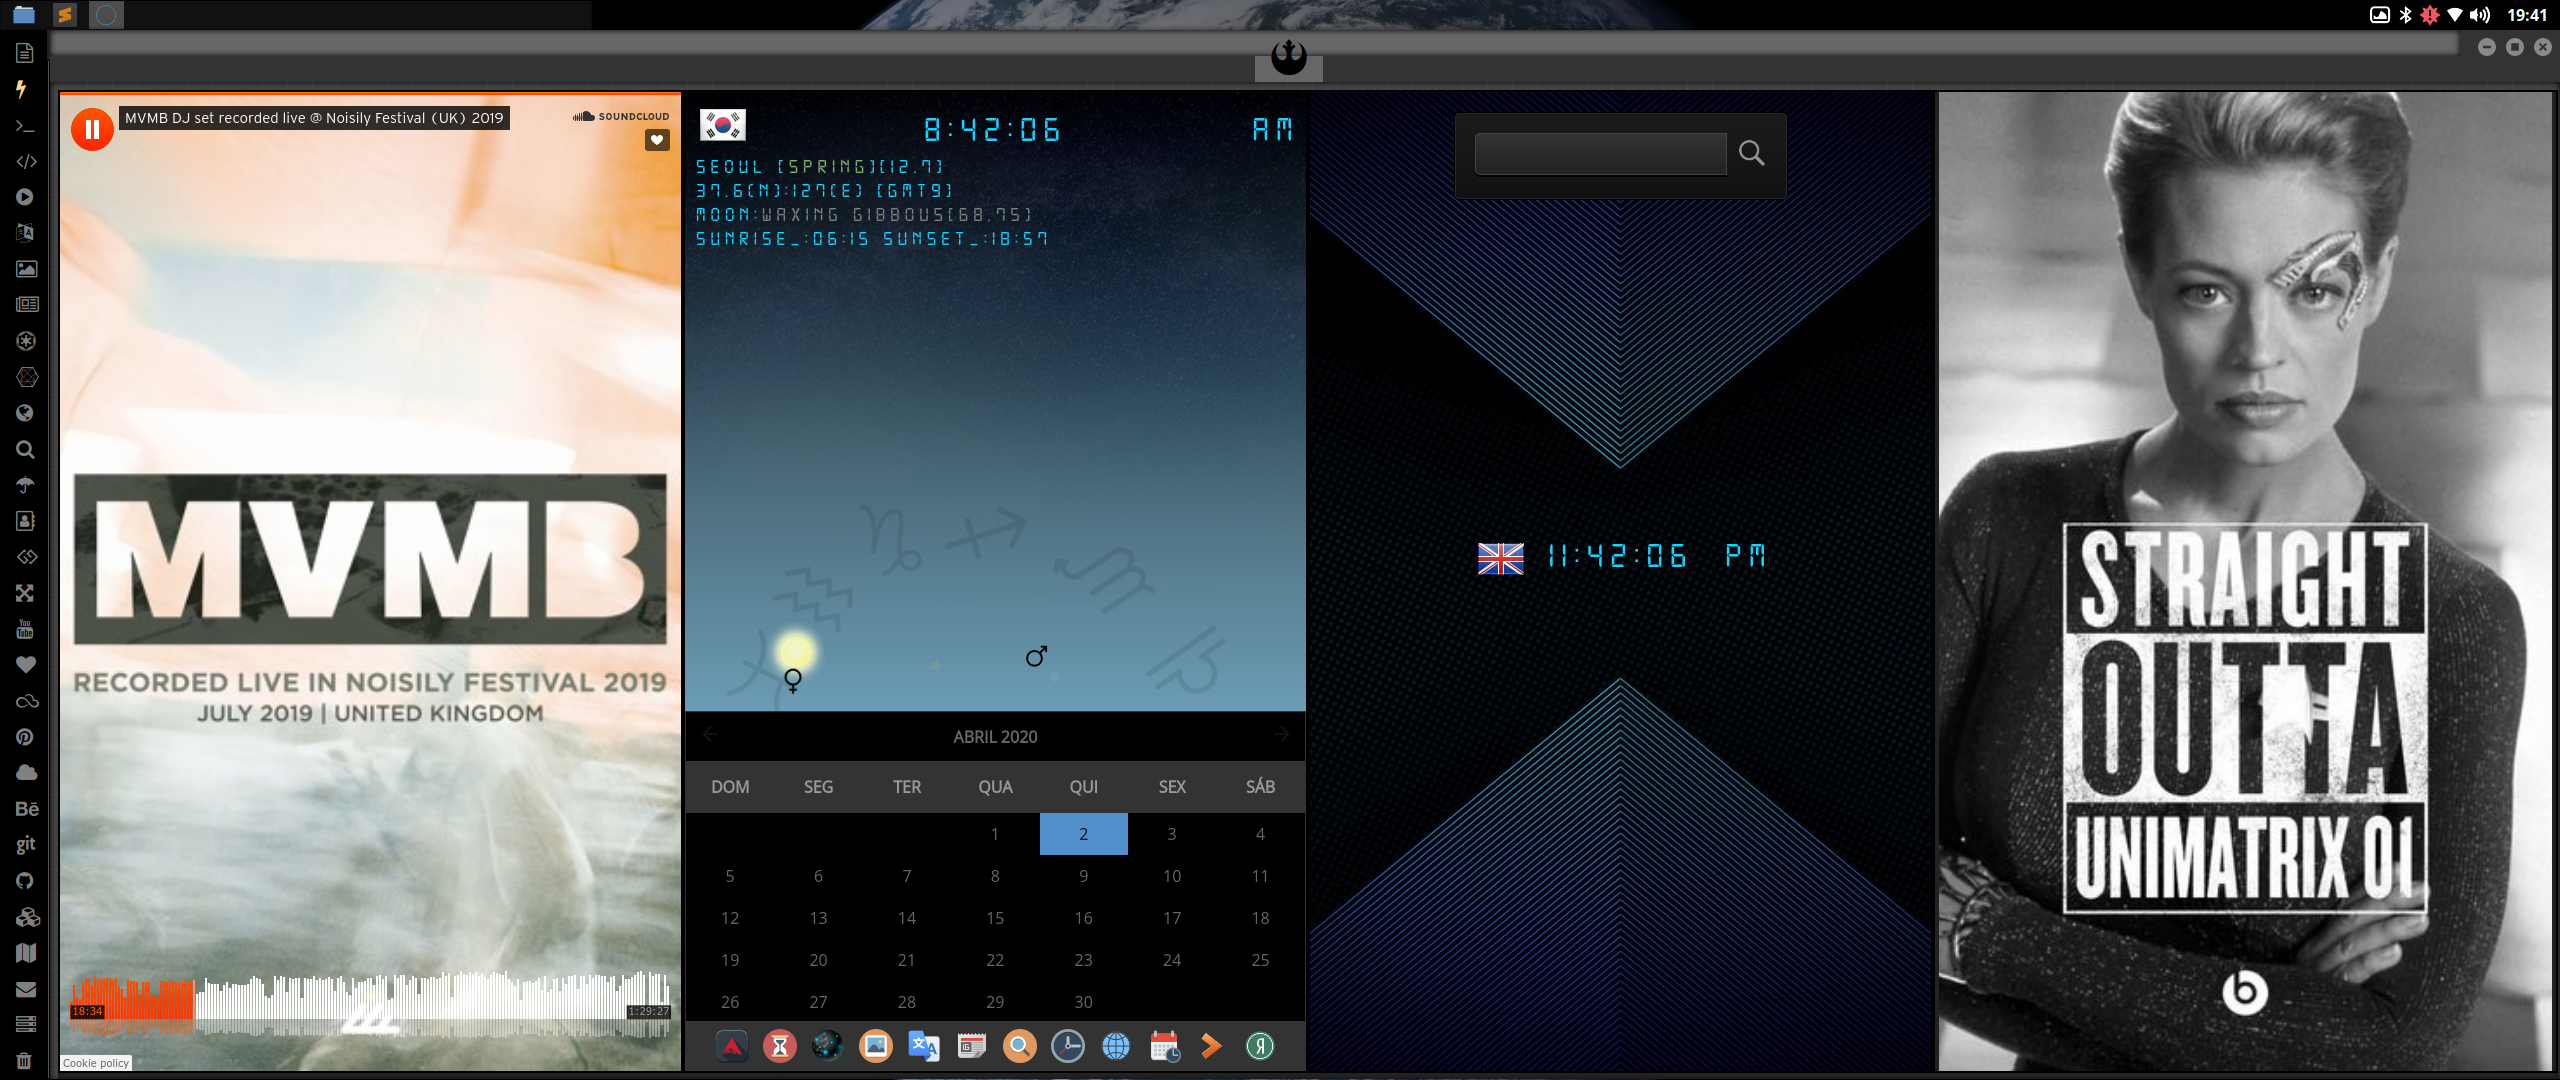 19:41
MVMB DJ set recorded live @ Noisily Festival (UK) 2019
SOUNDCLOUD
MVMB
RECORDED LIVE IN NOISILY FESTIVAL 2019
JULY 2019 | UNITED KINGDOM
18:34
1:29:27
Cookie policy
You
Tube
Bē
git
8:42:06 AM
SEOUL [SPRING][12.7]
37.6(N):127(E) [GMT9]
MOON:WAXING GIBBOUS[68.75]
SUNRISE_:06:15 SUNSET_:18:57
ABRIL 2020
DOM SEG TER QUA QUI SEX SÁB
1 2 3 4
5 6 7 8 9 10 11
12 13 14 15 16 17 18
19 20 21 22 23 24 25
26 27 28 29 30
11:42:06 PM
STRAIGHT
OUTTA
UNIMATRIX 01
b